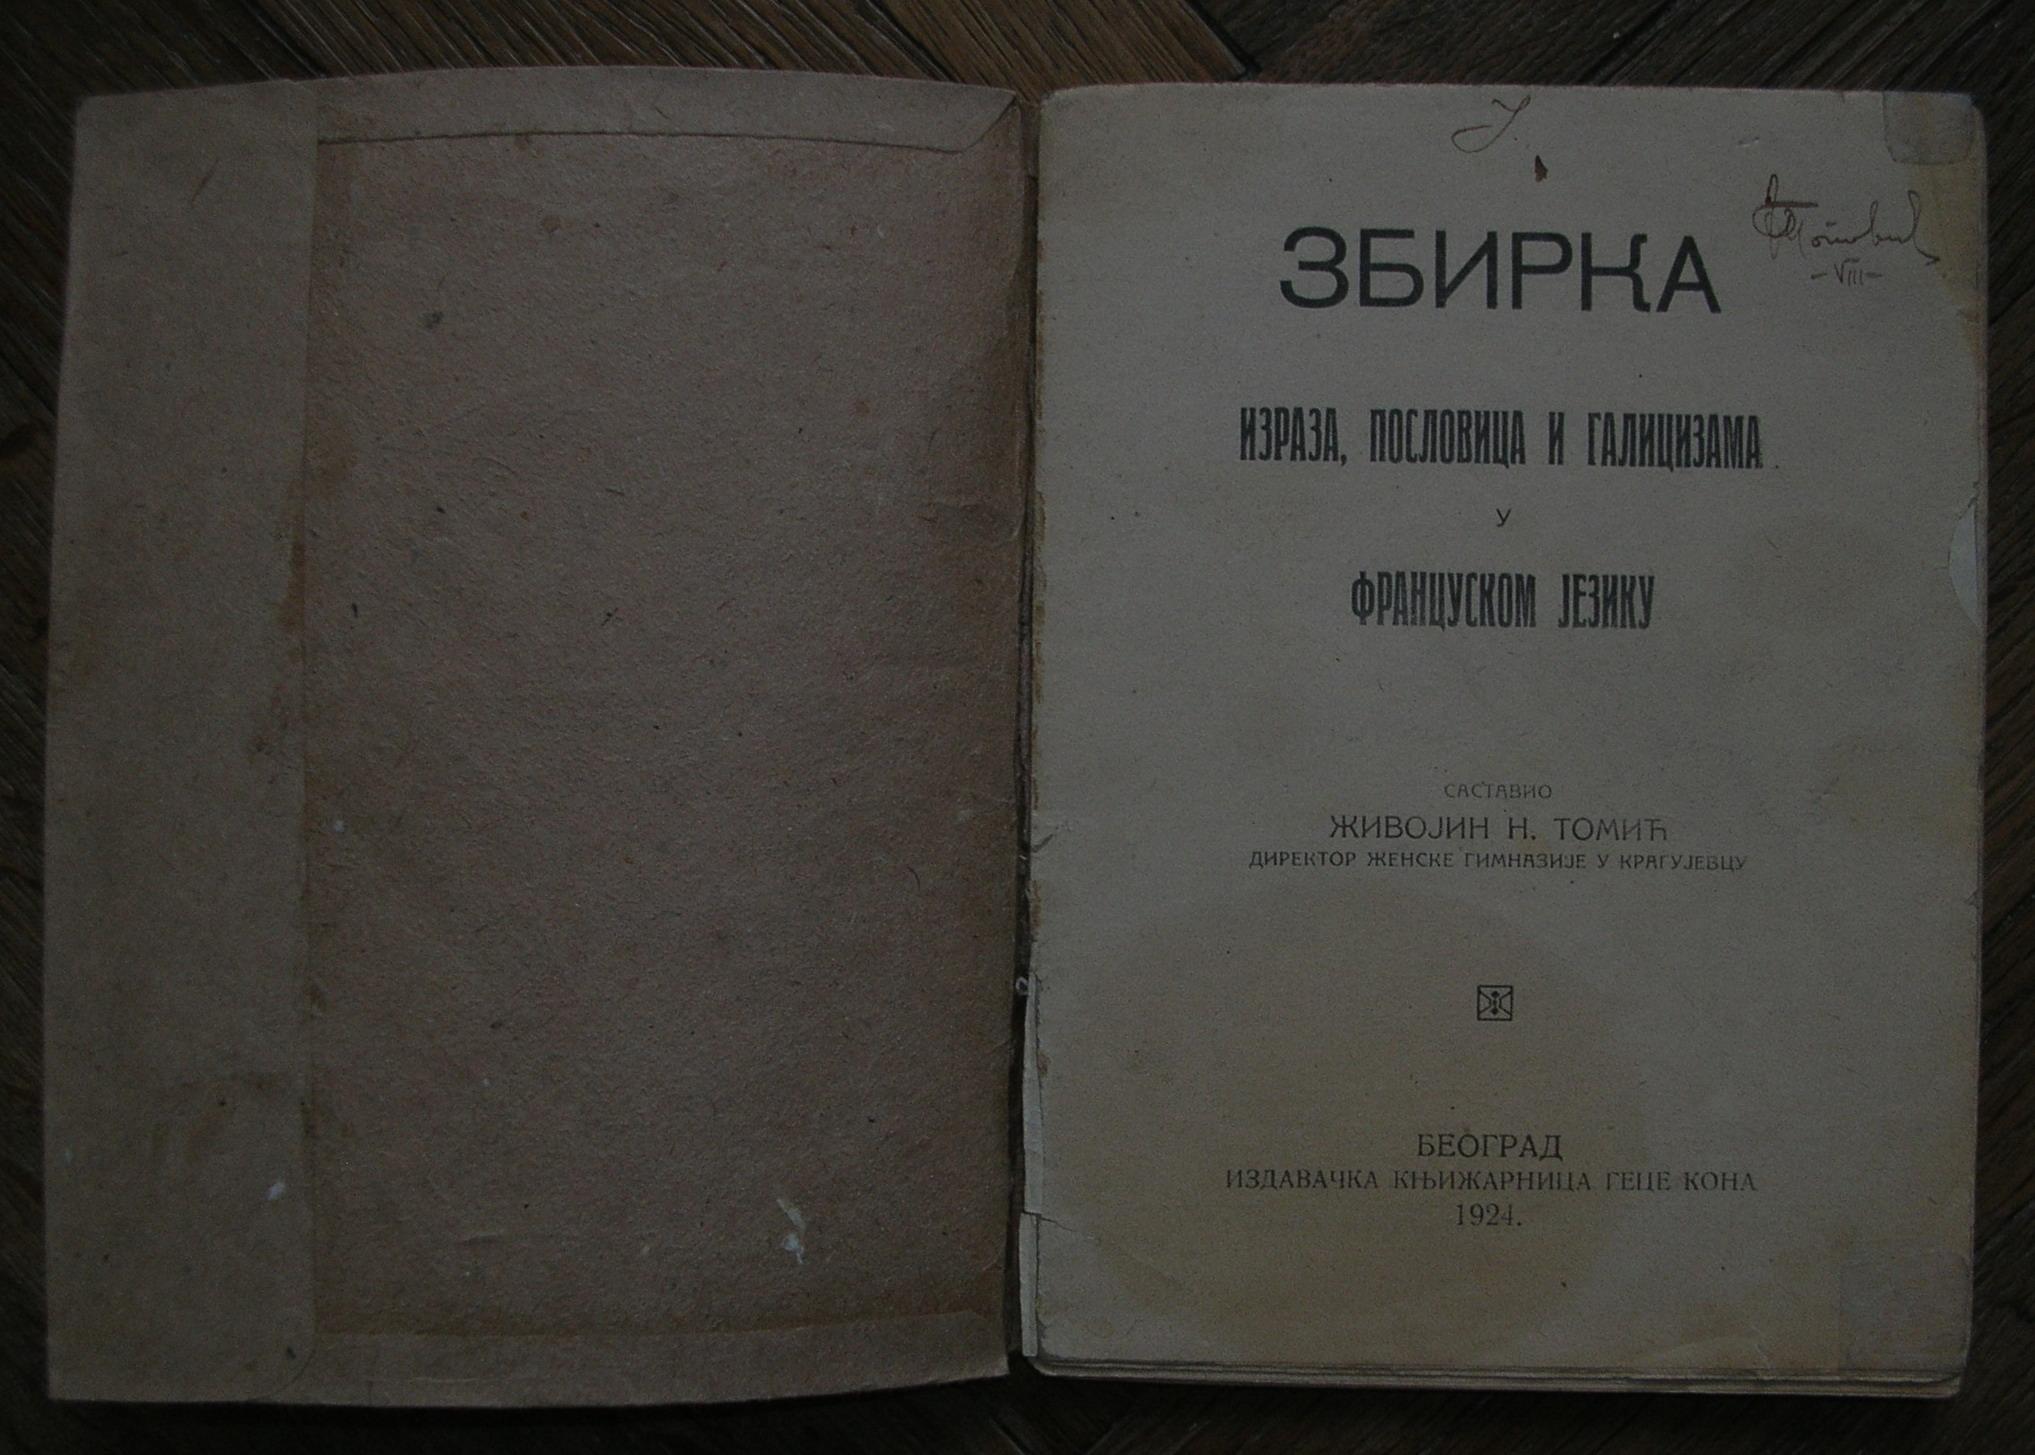 ЗБИРКА
ИЗРАЗА, ПОСЛОВИЦА И ГАЛИЦИЗАМА
У
ФРАНЦУСКОМ ЈЕЗИКУ
САСТАВИО
ЖИВОЈИН Н. ТОМИЋ
ДИРЕКТОР ЖЕНСКЕ ГИМНАЗИЈЕ У КРАГУЈЕВЦУ
БЕОГРАД
ИЗДАВАЧКА КЊИЖАРНИЦА ГЕЦЕ КОНА
1924.
-VIII-